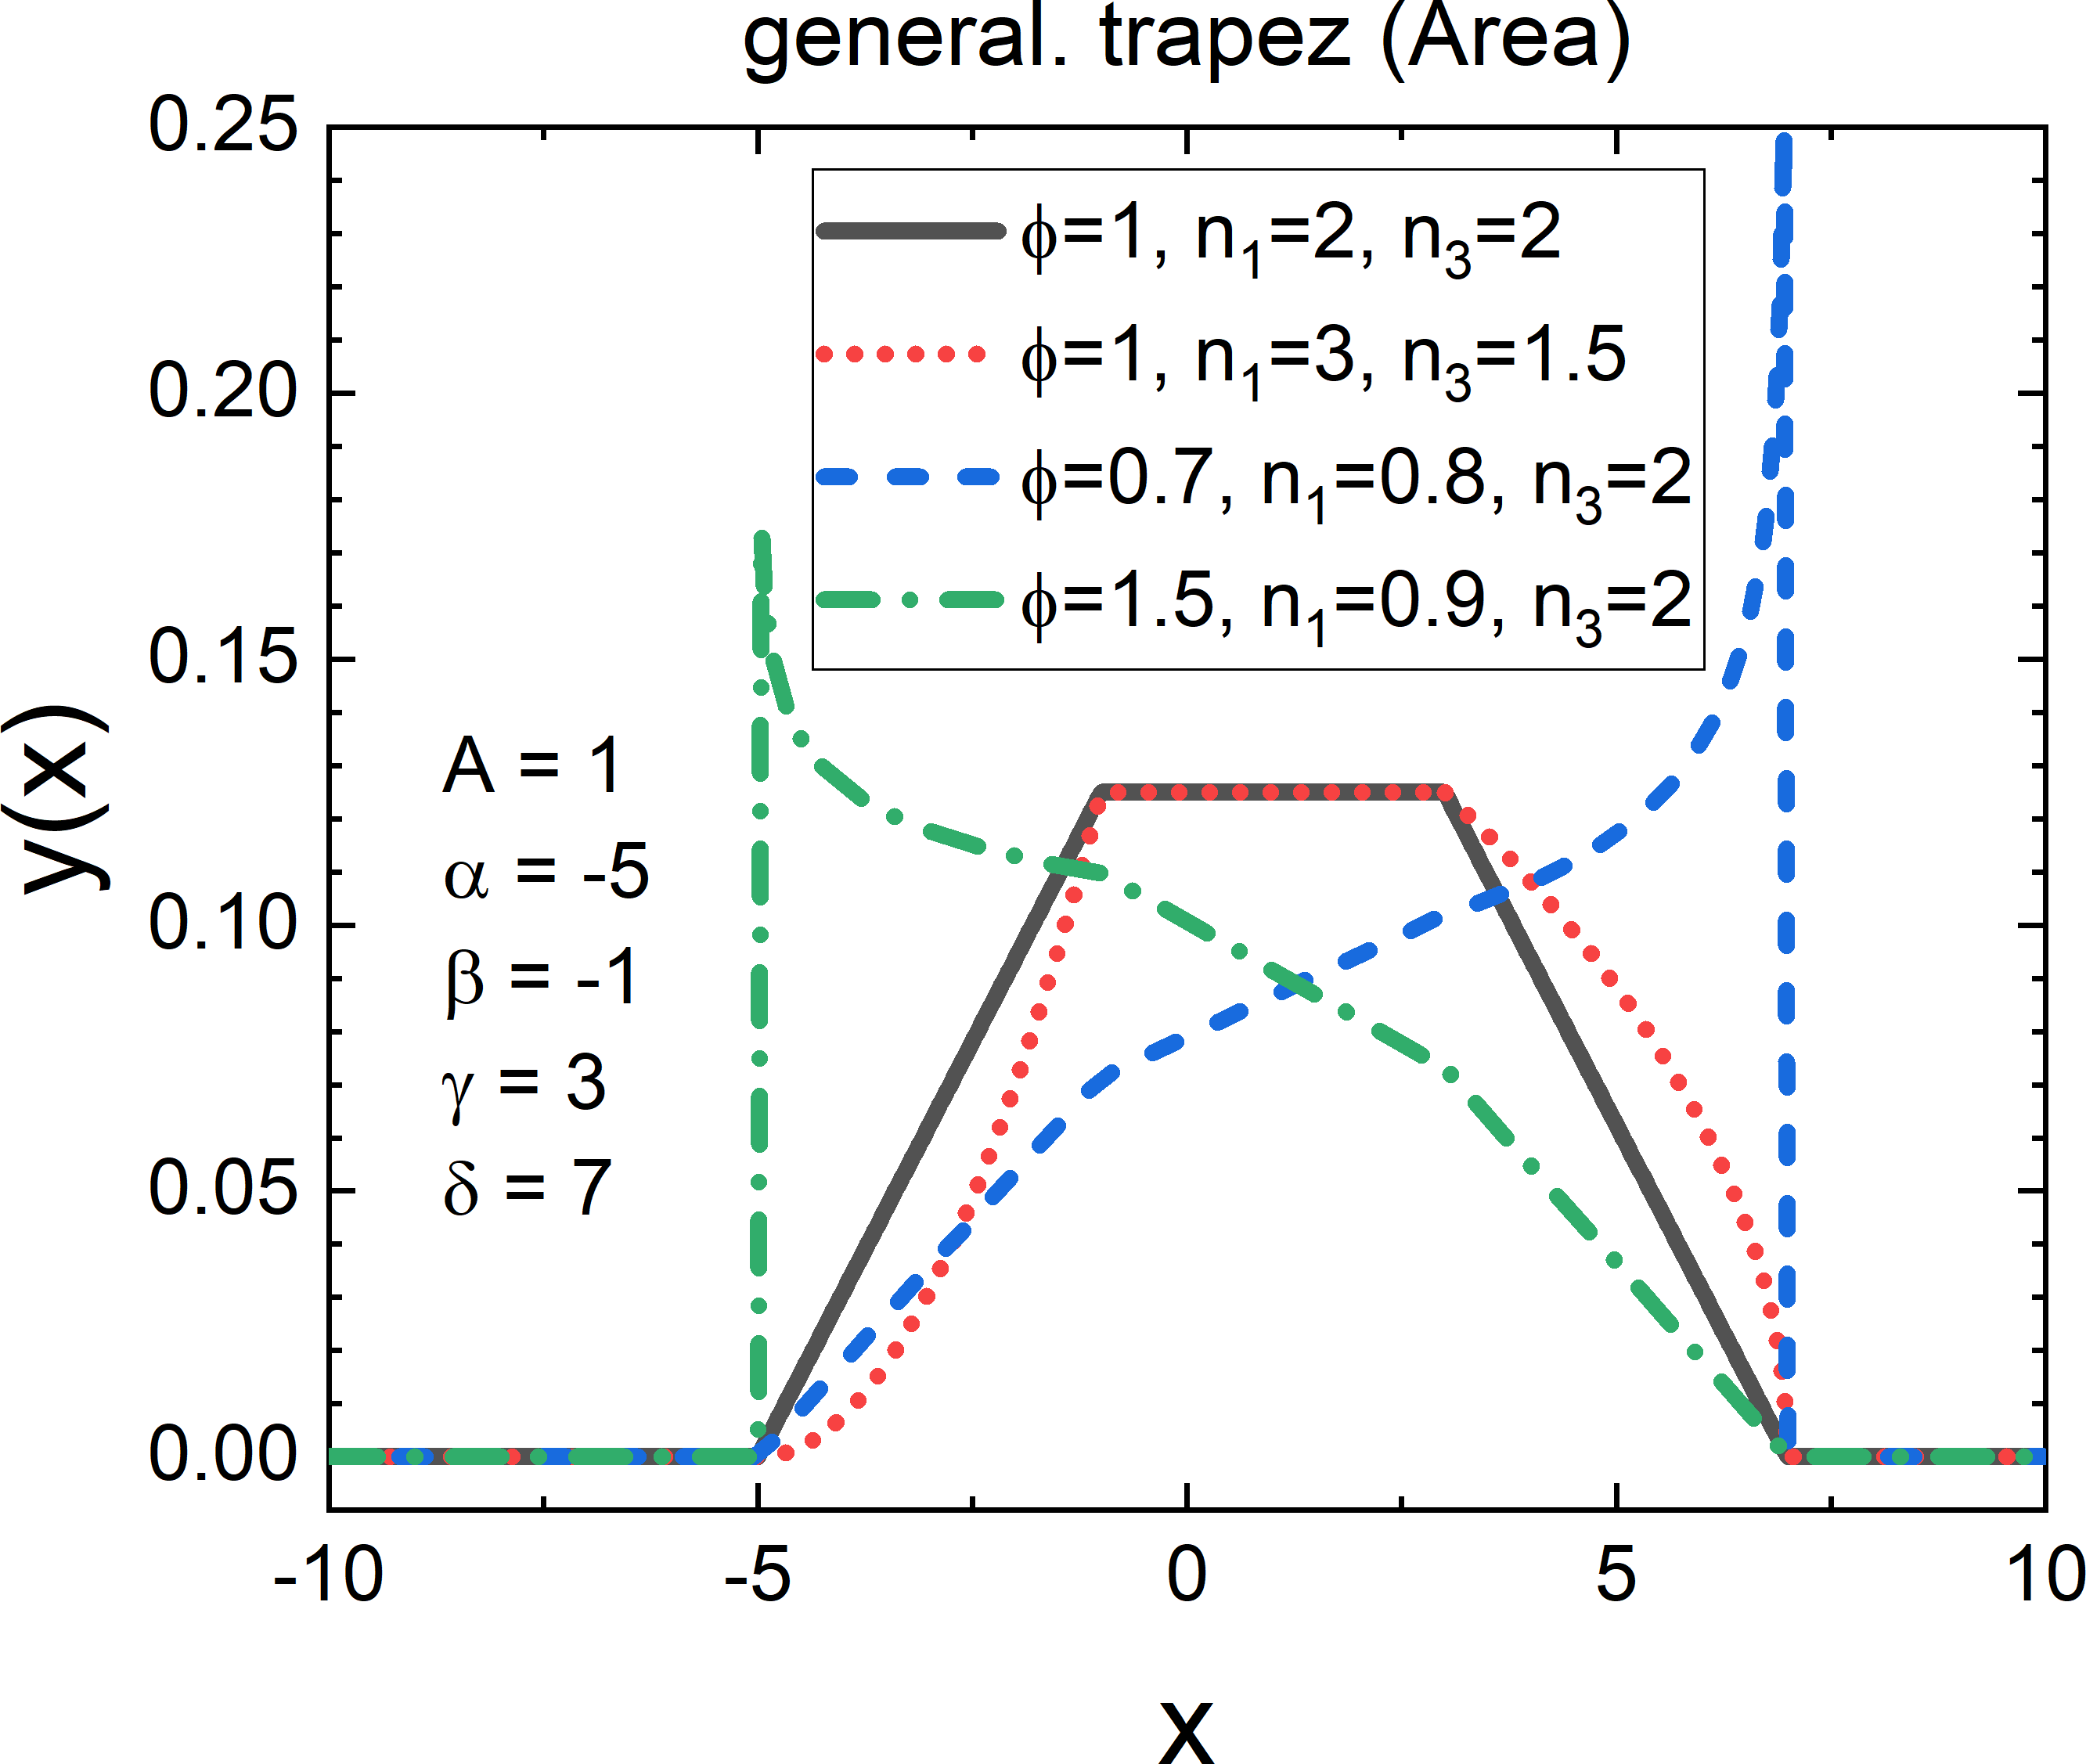 general. trapez (Area)
0.25
0.20
0.15
0.10
0.05
0.00
y(x)
ϕ=1, n₁=2, n₃=2
ϕ=1, n₁=3, n₃=1.5
ϕ=0.7, n₁=0.8, n₃=2
ϕ=1.5, n₁=0.9, n₃=2
A = 1
α = -5
β = -1
γ = 3
δ = 7
-10 -5 0 5 10
x